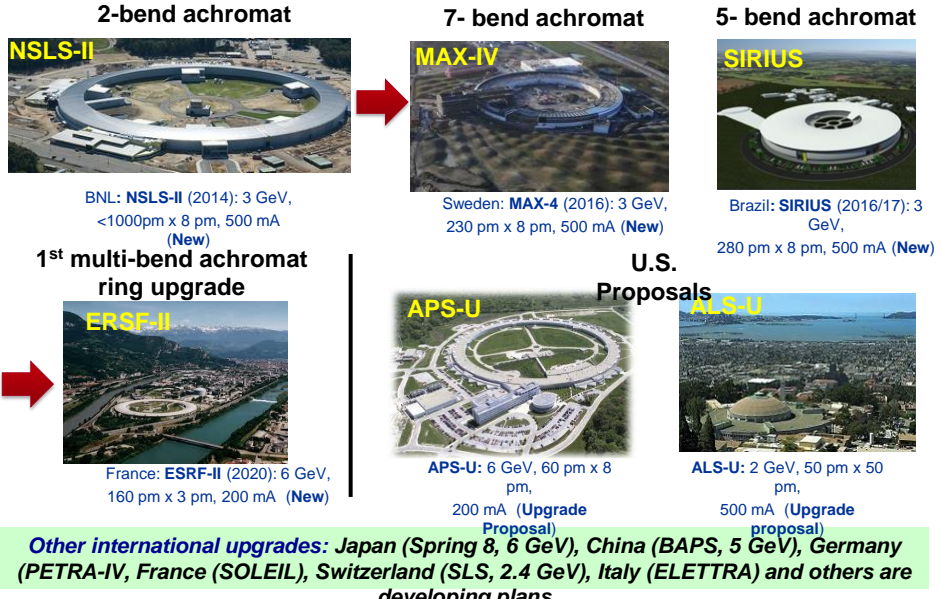 2-bend achromat
NSLS-II
BNL: NSLS-II (2014): 3 GeV,
<1000pm x 8 pm, 500 mA
(New)
7- bend achromat
MAX-IV
Sweden: MAX-4 (2016): 3 GeV,
230 pm x 8 pm, 500 mA (New)
5- bend achromat
SIRIUS
Brazil: SIRIUS (2016/17): 3
GeV,
280 pm x 8 pm, 500 mA (New)
1st multi-bend achromat
ring upgrade
ERSF-II
France: ESRF-II (2020): 6 GeV,
160 pm x 3 pm, 200 mA (New)
U.S.
Proposals
APS-U
APS-U: 6 GeV, 60 pm x 8
pm,
200 mA (Upgrade
Proposal)
ALS-U
ALS-U: 2 GeV, 50 pm x 50
pm,
500 mA (Upgrade
proposal)
Other international upgrades: Japan (Spring 8, 6 GeV), China (BAPS, 5 GeV), Germany
(PETRA-IV, France (SOLEIL), Switzerland (SLS, 2.4 GeV), Italy (ELETTRA) and others are
developing plans